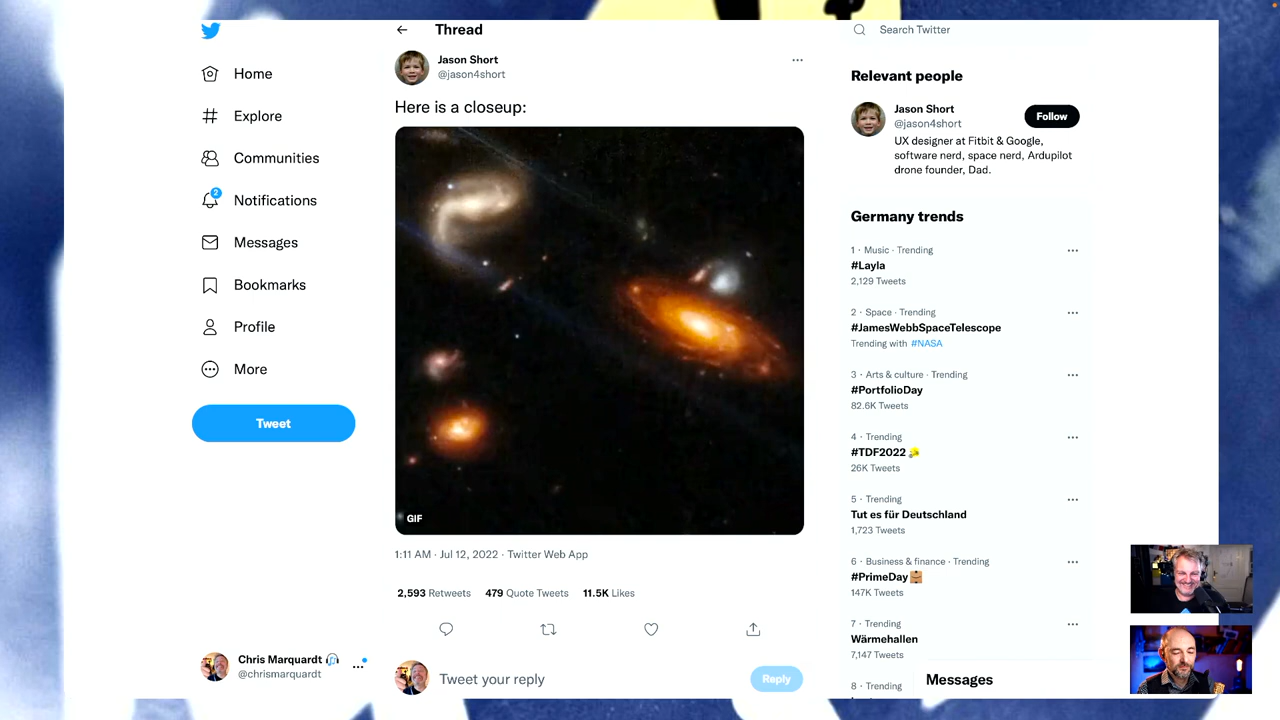 Home
Explore
Communities
2
Notifications
Messages
Bookmarks
Profile
More
Tweet
Chris Marquardt
@chrismarquardt
Thread
Jason Short
@jason4short
Here is a closeup:
GIF
1:11 AM · Jul 12, 2022 · Twitter Web App
2,593 Retweets 479 Quote Tweets 11.5K Likes
Tweet your reply
Reply
Search Twitter
Relevant people
Jason Short
@jason4short
Follow
UX designer at Fitbit & Google,
software nerd, space nerd, Ardupilot
drone founder, Dad.
Germany trends
1 · Music · Trending
#Layla
2,129 Tweets
2 · Space · Trending
#JamesWebbSpaceTelescope
Trending with #NASA
3 · Arts & culture · Trending
#PortfolioDay
82.6K Tweets
4 · Trending
#TDF2022
26K Tweets
5 · Trending
Tut es für Deutschland
1,723 Tweets
6 · Business & finance · Trending
#PrimeDay
147K Tweets
7 · Trending
Wärmehallen
7,147 Tweets
8 · Trending
Messages